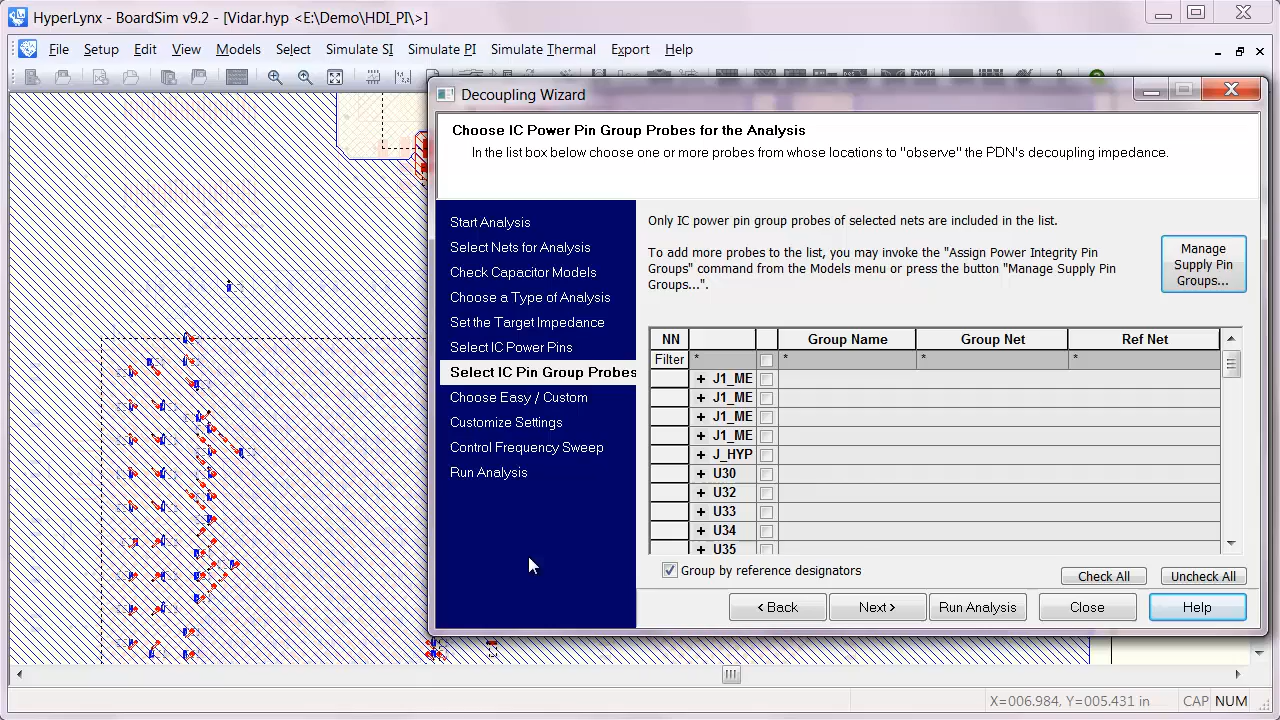 HyperLynx - BoardSim v9.2 - [Vidar.hyp <E:\Demo\HDI_PI\>]
File Setup Edit View Models Select Simulate SI Simulate PI Simulate Thermal Export Help
Decoupling Wizard
Choose IC Power Pin Group Probes for the Analysis
In the list box below choose one or more probes from whose locations to "observe" the PDN's decoupling impedance.
Start Analysis
Select Nets for Analysis
Check Capacitor Models
Choose a Type of Analysis
Set the Target Impedance
Select IC Power Pins
Select IC Pin Group Probes
Choose Easy / Custom
Customize Settings
Control Frequency Sweep
Run Analysis
Only IC power pin group probes of selected nets are included in the list.
To add more probes to the list, you may invoke the "Assign Power Integrity Pin
Groups" command from the Models menu or press the button "Manage Supply Pin
Groups...".
Manage
Supply Pin
Groups...
NN Group Name Group Net Ref Net
Filter * * * *
+ J1_ME
+ J1_ME
+ J1_ME
+ J1_ME
+ J_HYP
+ U30
+ U32
+ U33
+ U34
+ U35
Group by reference designators
Check All Uncheck All
< Back Next > Run Analysis Close Help
X=006.984, Y=005.431 in CAP NUM